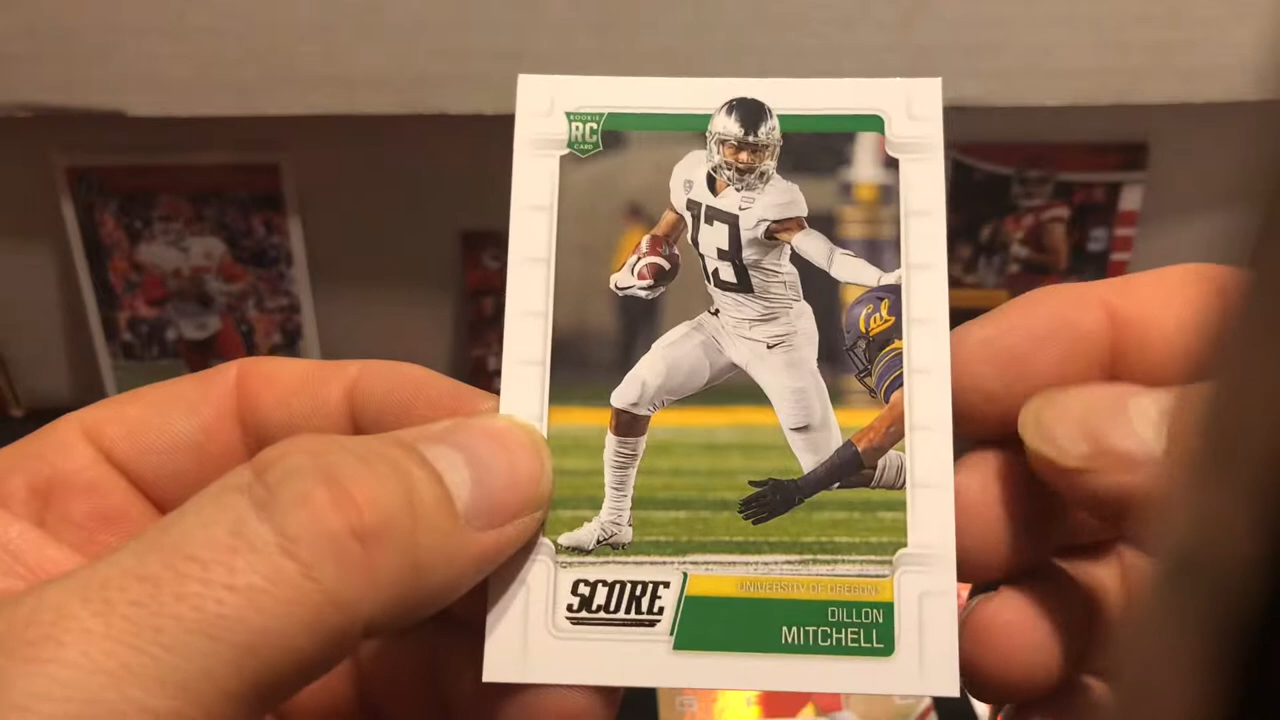 ROOKIE
RC
CARD
13
Cal
SCORE
UNIVERSITY OF OREGON
DILLON
MITCHELL